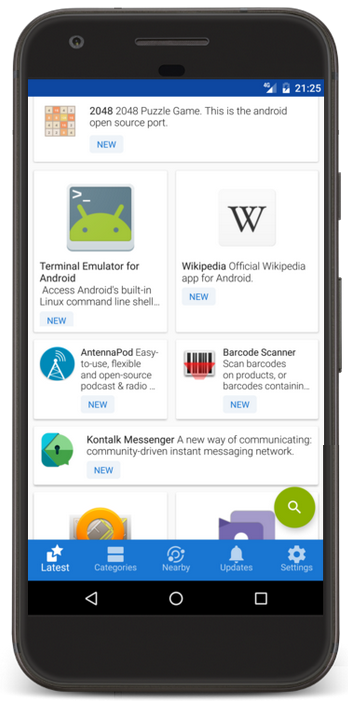 4G 21:25
2048 2048 Puzzle Game. This is the android
open source port.
NEW
>_
Terminal Emulator for
Android
Access Android's built-in
Linux command line shell...
NEW
W
Wikipedia Official Wikipedia
app for Android.
NEW
AntennaPod Easy-
to-use, flexible
and open-source
podcast & radio ...
NEW
Barcode Scanner
Scan barcodes
on products, or
barcodes containin...
NEW
Kontalk Messenger A new way of communicating:
community-driven instant messaging network.
NEW
Latest Categories Nearby Updates Settings